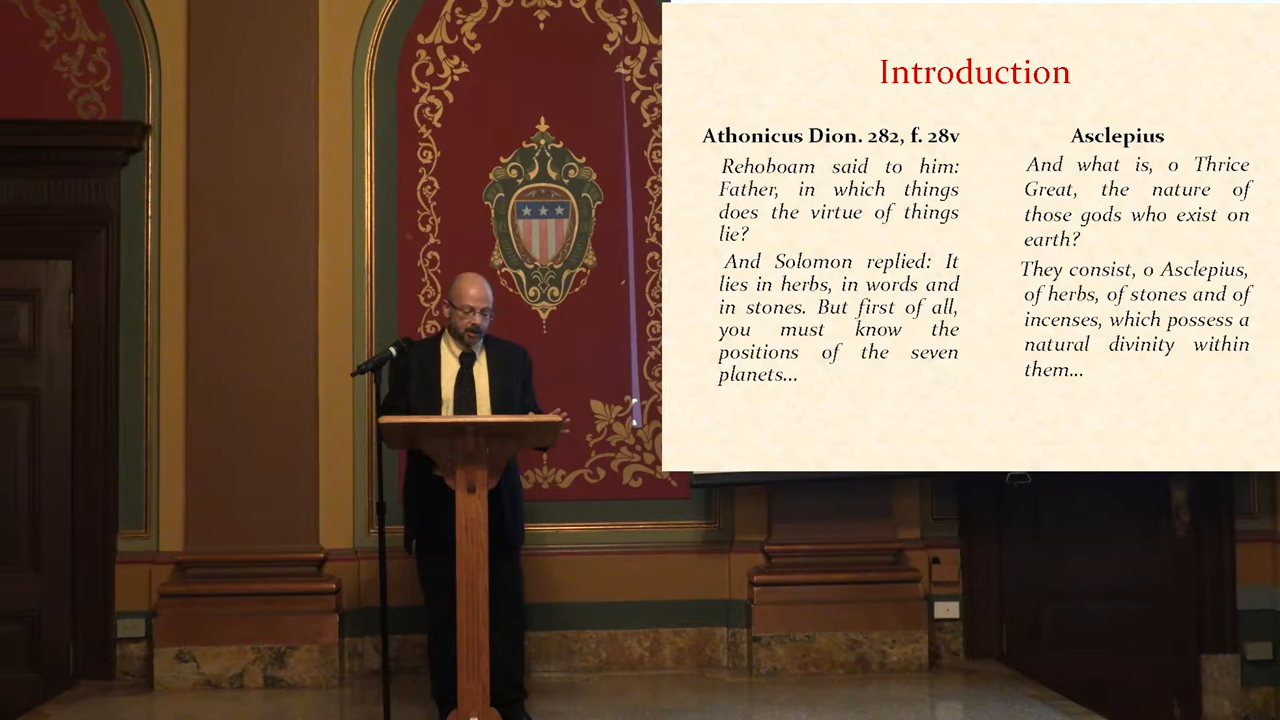 Introduction
Athonicus Dion. 282, f. 28v
Rehoboam said to him:
Father, in which things
does the virtue of things
lie?
And Solomon replied: It
lies in herbs, in words and
in stones. But first of all,
you must know the
positions of the seven
planets...
Asclepius
And what is, o Thrice
Great, the nature of
those gods who exist on
earth?
They consist, o Asclepius,
of herbs, of stones and of
incenses, which possess a
natural divinity within
them...